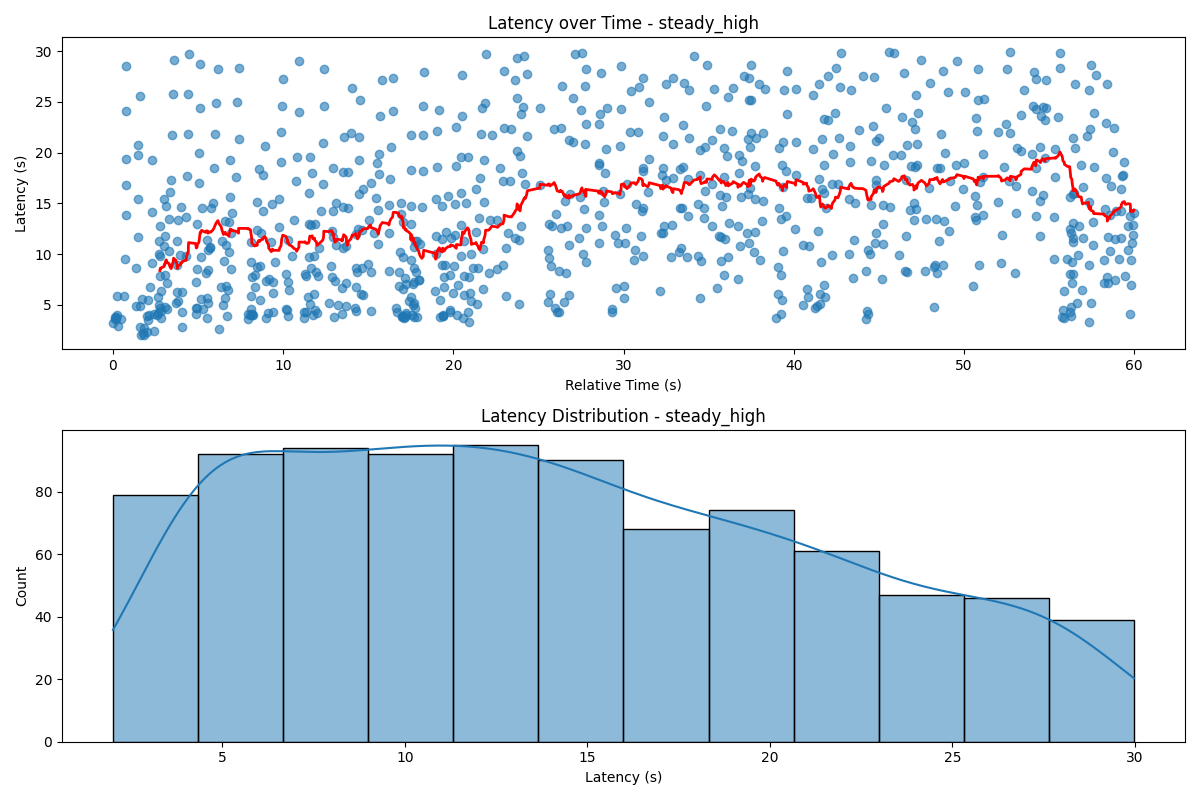 Latency over Time - steady_high
30
25
20
15
10
5
Latency (s)
0 10 20 30 40 50 60
Relative Time (s)
Latency Distribution - steady_high
80
60
40
20
0
Count
5 10 15 20 25 30
Latency (s)